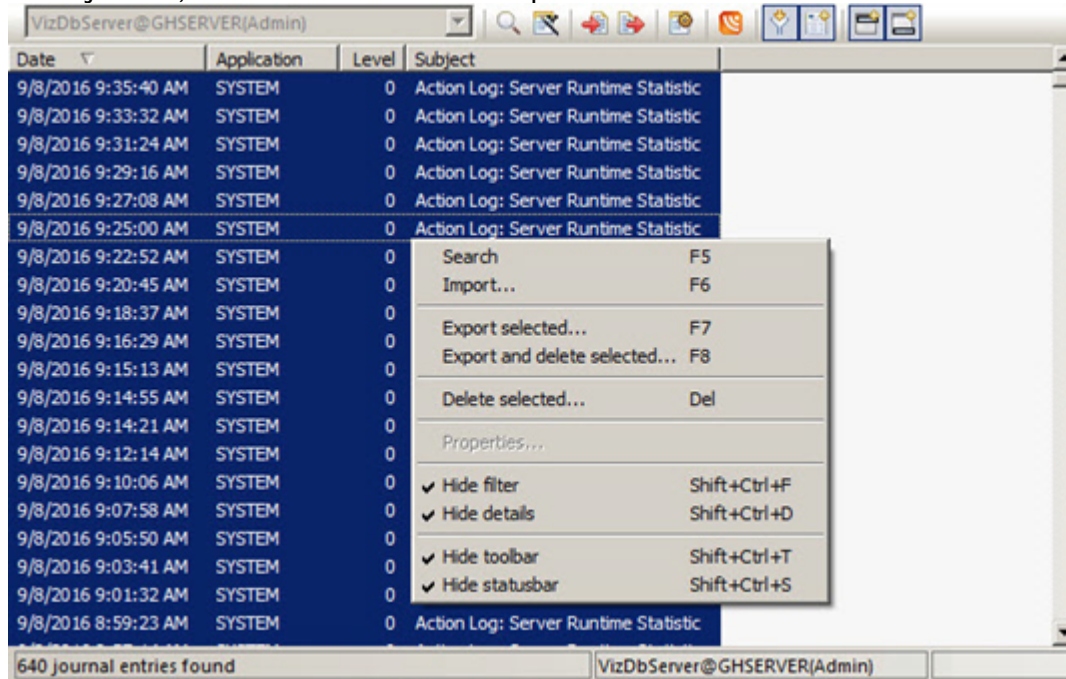 VizDbServer@GHSERVER(Admin)
Date Application Level Subject
9/8/2016 9:35:40 AM SYSTEM 0 Action Log: Server Runtime Statistic
9/8/2016 9:33:32 AM SYSTEM 0 Action Log: Server Runtime Statistic
9/8/2016 9:31:24 AM SYSTEM 0 Action Log: Server Runtime Statistic
9/8/2016 9:29:16 AM SYSTEM 0 Action Log: Server Runtime Statistic
9/8/2016 9:27:08 AM SYSTEM 0 Action Log: Server Runtime Statistic
9/8/2016 9:25:00 AM SYSTEM 0 Action Log: Server Runtime Statistic
9/8/2016 9:22:52 AM SYSTEM 0
9/8/2016 9:20:45 AM SYSTEM 0
9/8/2016 9:18:37 AM SYSTEM 0
9/8/2016 9:16:29 AM SYSTEM 0
9/8/2016 9:15:13 AM SYSTEM 0
9/8/2016 9:14:55 AM SYSTEM 0
9/8/2016 9:14:21 AM SYSTEM 0
9/8/2016 9:12:14 AM SYSTEM 0
9/8/2016 9:10:06 AM SYSTEM 0
9/8/2016 9:07:58 AM SYSTEM 0
9/8/2016 9:05:50 AM SYSTEM 0
9/8/2016 9:03:41 AM SYSTEM 0
9/8/2016 9:01:32 AM SYSTEM 0
9/8/2016 8:59:23 AM SYSTEM 0 Action Log: Server Runtime Statistic
Search F5
Import... F6
Export selected... F7
Export and delete selected... F8
Delete selected... Del
Properties...
Hide filter Shift+Ctrl+F
Hide details Shift+Ctrl+D
Hide toolbar Shift+Ctrl+T
Hide statusbar Shift+Ctrl+S
640 journal entries found VizDbServer@GHSERVER(Admin)